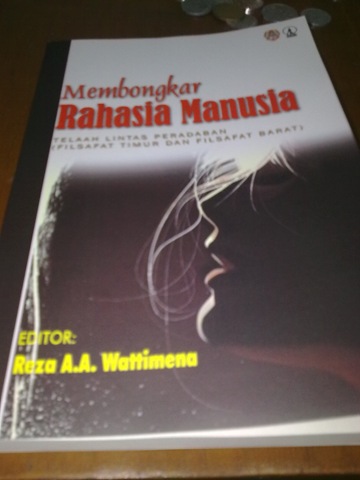 Membongkar
Rahasia Manusia
TELAAH LINTAS PERADABAN
(FILSAFAT TIMUR DAN FILSAFAT BARAT)
EDITOR:
Reza A.A. Wattimena